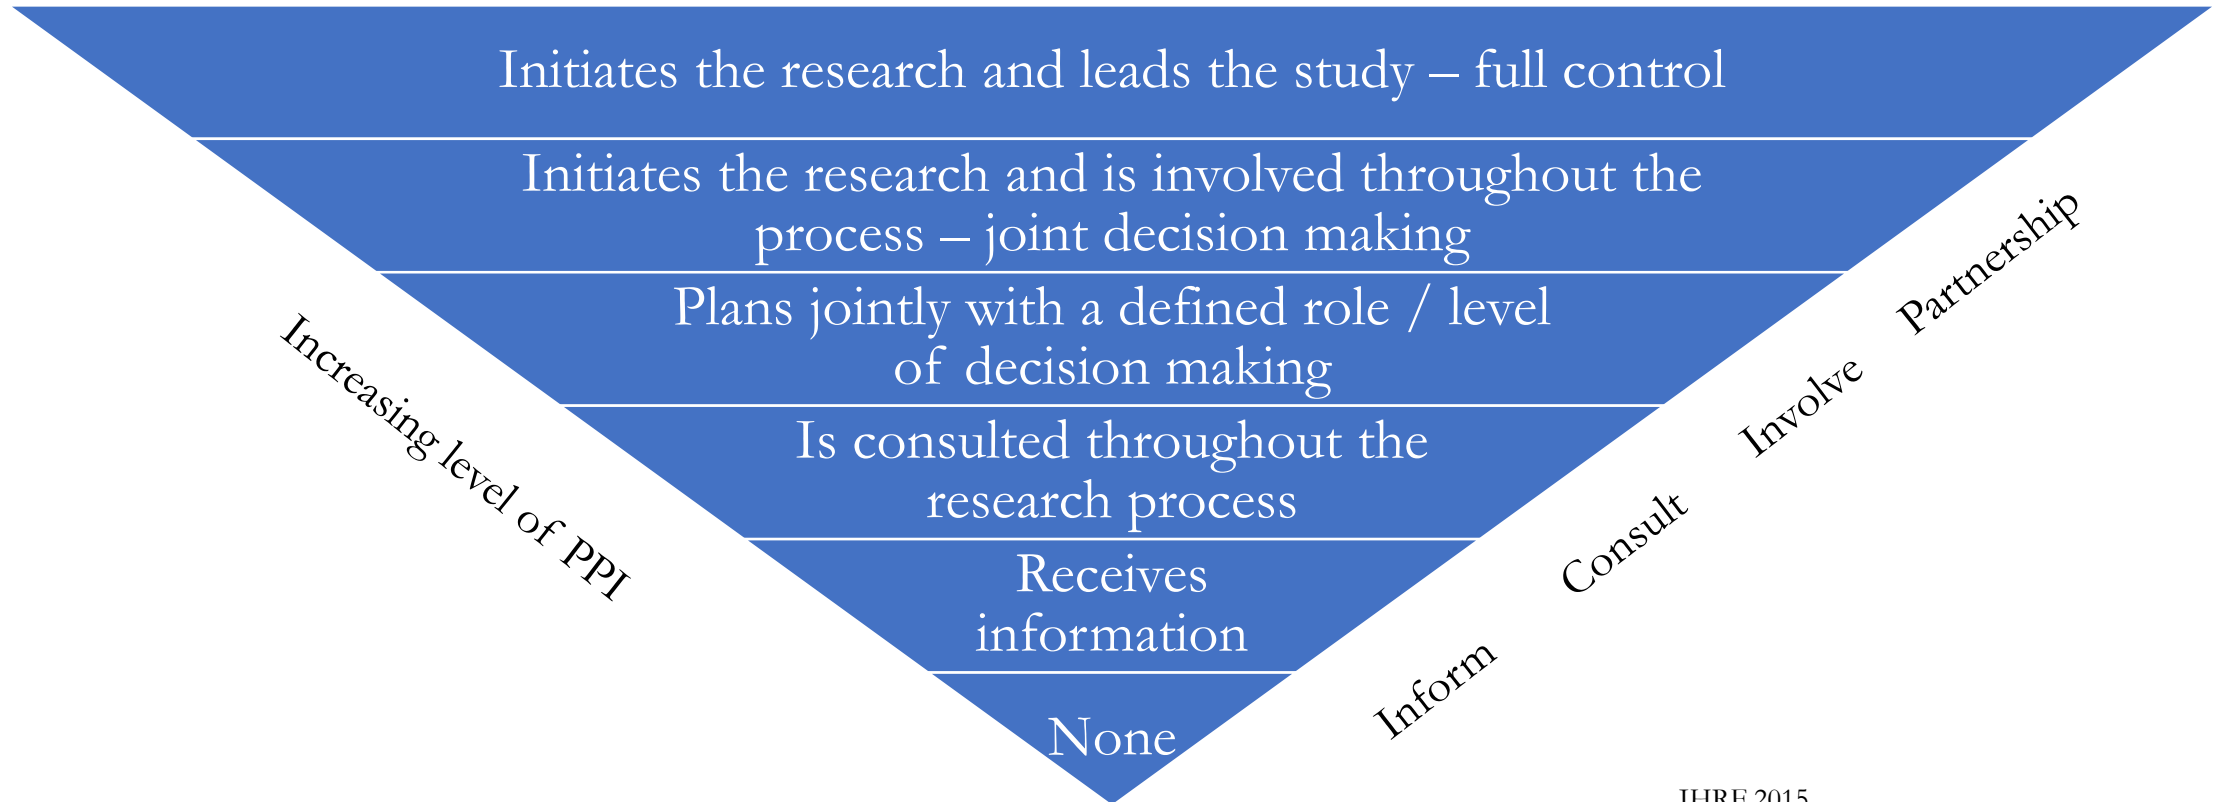 Initiates the research and leads the study – full control
Initiates the research and is involved throughout the
process – joint decision making
Plans jointly with a defined role / level
of decision making
Is consulted throughout the
research process
Receives
information
None
Increasing level of PPI
Partnership
Involve
Consult
Inform
2015